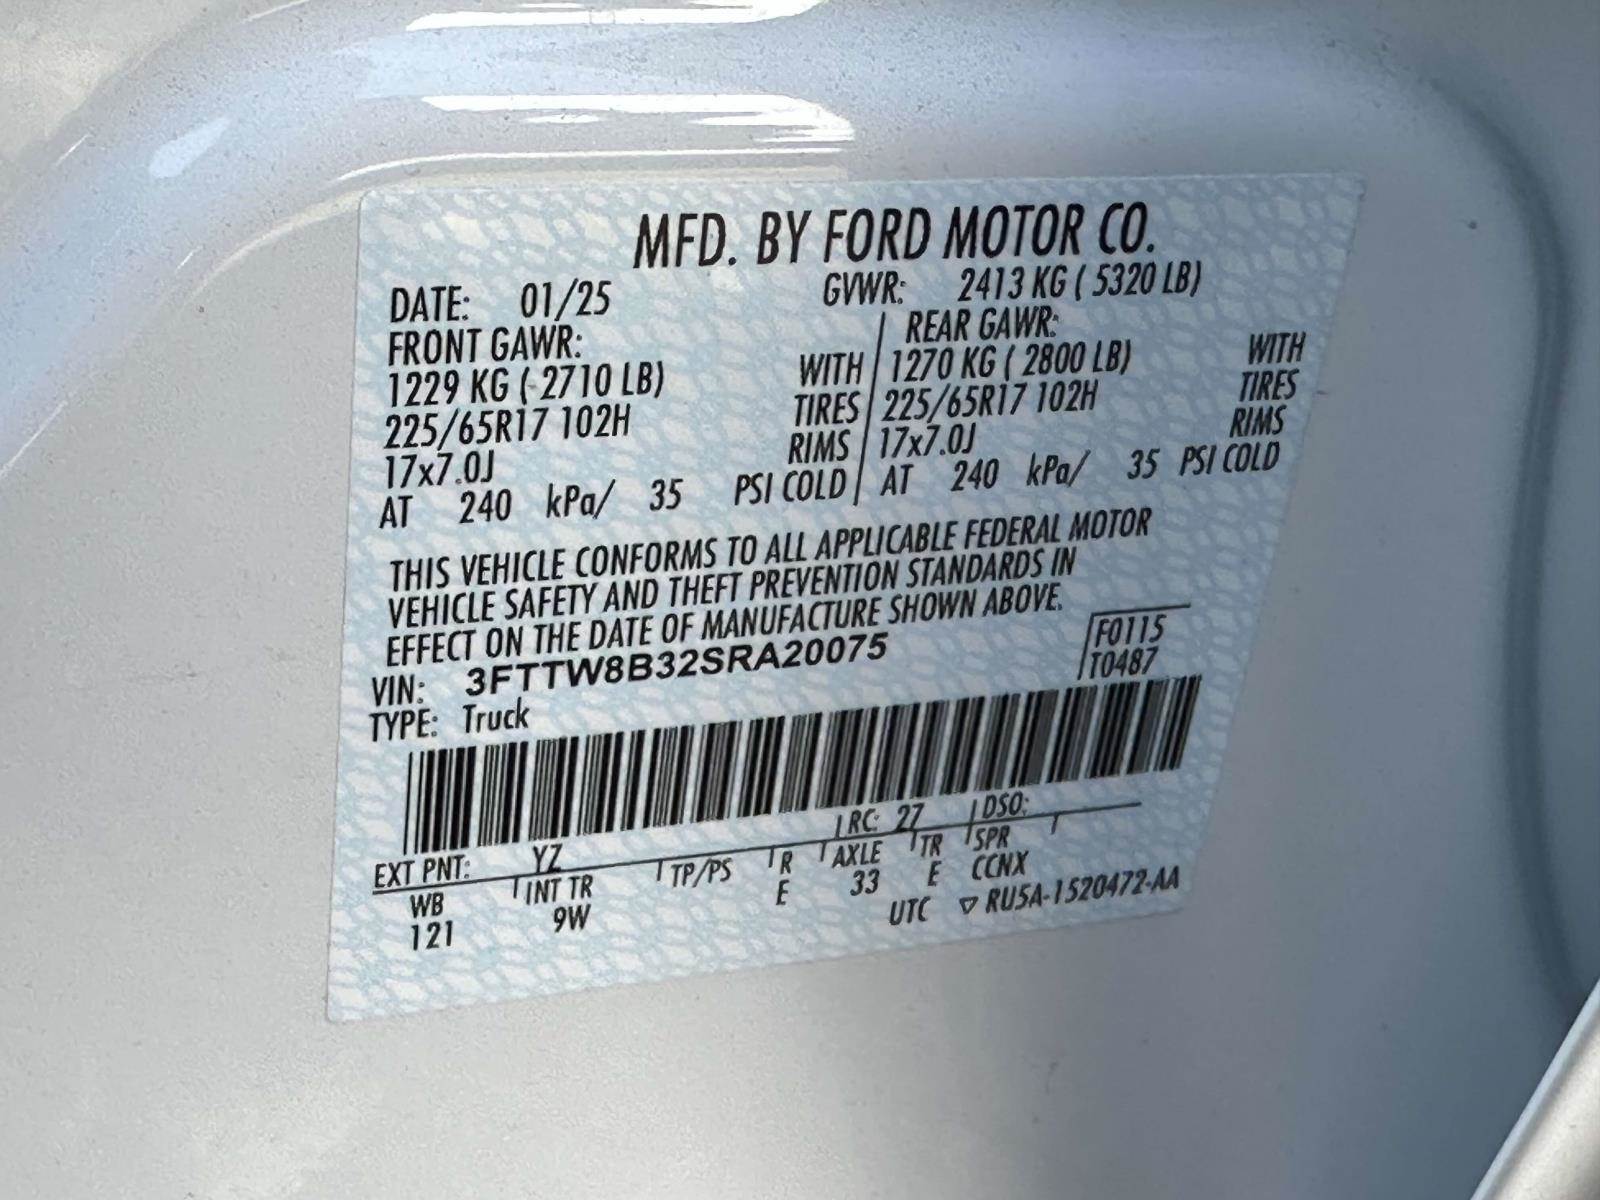 MFD. BY FORD MOTOR CO.
DATE: 01/25 GVWR: 2413 KG ( 5320 LB)
FRONT GAWR: REAR GAWR:
1229 KG ( 2710 LB) WITH 1270 KG ( 2800 LB) WITH
225/65R17 102H TIRES 225/65R17 102H TIRES
17x7.0J RIMS 17x7.0J RIMS
AT 240 kPa/ 35 PSI COLD AT 240 kPa/ 35 PSI COLD
THIS VEHICLE CONFORMS TO ALL APPLICABLE FEDERAL MOTOR
VEHICLE SAFETY AND THEFT PREVENTION STANDARDS IN
EFFECT ON THE DATE OF MANUFACTURE SHOWN ABOVE.
VIN: 3FTTW8B32SRA20075 F0115
TYPE: Truck T0487
EXT PNT: YZ RC: 27 DSO:
WB INT TR TP/PS R AXLE TR SPR
121 9W E 33 E CCNX
UTC ▽ RU5A-1520472-AA